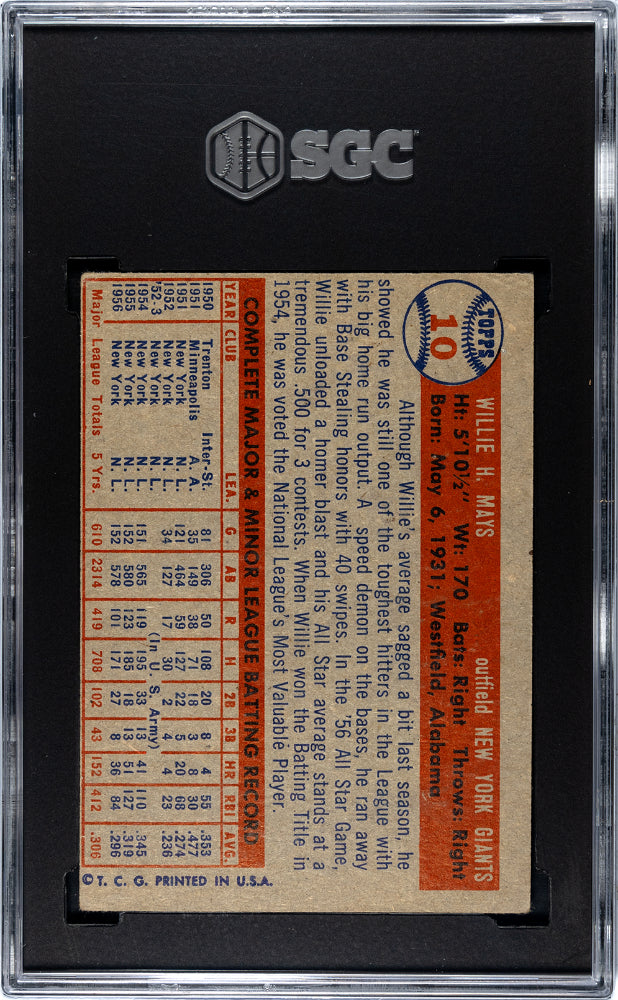 SGC
TOPPS
10
WILLIE H. MAYS outfield NEW YORK GIANTS
Ht: 5'10½" Wt: 170 Bats: Right Throws: Right
Born: May 6, 1931; Westfield, Alabama
Although Willie's average sagged a bit last season, he
showed he was still one of the toughest hitters in the League with
his big home run output. A speed demon on the bases, he ran away
with Base Stealing honors with 40 swipes. In the '56 All Star Game,
Willie unloaded a homer blast and his All Star average stands at a
tremendous .500 for 3 contests. When Willie won the Batting Title in
1954, he was voted the National League's Most Valuable Player.
COMPLETE MAJOR & MINOR LEAGUE BATTING RECORD
YEAR CLUB LEA. G AB R H 2B 3B HR RBI AVG.
1950 Trenton Inter-St. 81 306 50 108 20 8 4 55 .353
1951 Minneapolis A. A. 35 149 38 71 18 3 8 30 .477
1951 New York N. L. 121 464 59 127 22 5 20 68 .274
1952 New York N. L. 34 127 17 30 2 4 4 28 .236
'52-3 New York N. L. (In U. S. Army)
1954 New York N. L. 151 565 119 195 33 13 41 110 .345
1955 New York N. L. 152 580 123 185 18 13 51 127 .319
1956 New York N. L. 152 578 101 171 27 8 36 84 .296
Major League Totals 5 Yrs. 610 2314 419 708 102 43 152 412 .306
© T. C. G. PRINTED IN U.S.A.